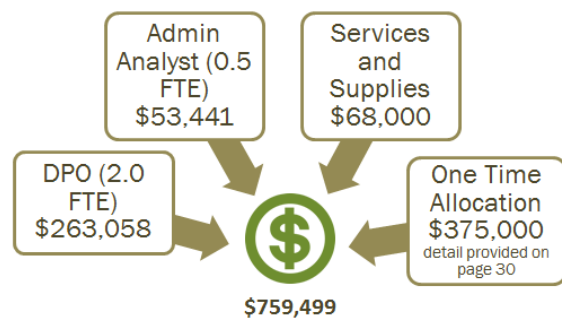 Admin
Analyst (0.5
FTE)
$53,441
Services
and
Supplies
$68,000
DPO (2.0
FTE)
$263,058
One Time
Allocation
$375,000
detail provided on
page 30
$
$759,499